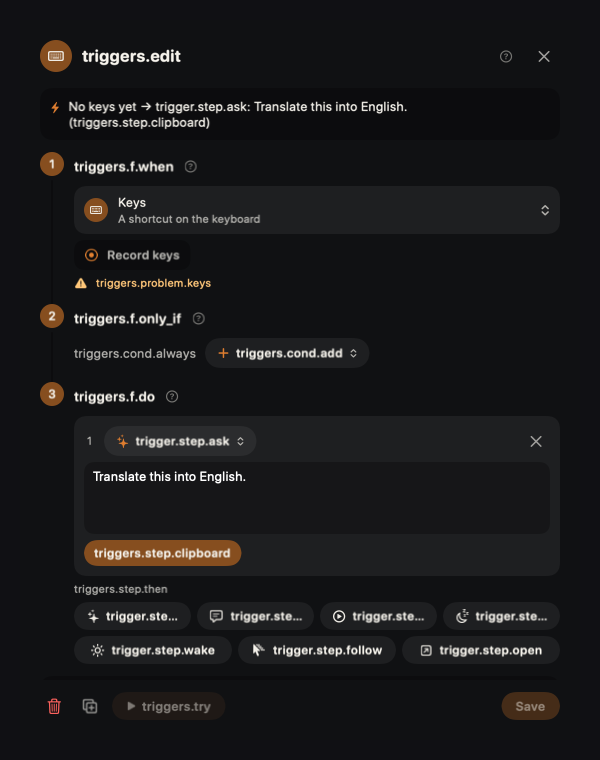 triggers.edit
No keys yet → trigger.step.ask: Translate this into English.
(triggers.step.clipboard)
1
triggers.f.when
Keys
A shortcut on the keyboard
Record keys
triggers.problem.keys
2
triggers.f.only_if
triggers.cond.always
+ triggers.cond.add
3
triggers.f.do
1
trigger.step.ask
Translate this into English.
triggers.step.clipboard
triggers.step.then
trigger.ste...
trigger.ste...
trigger.ste...
trigger.ste...
trigger.step.wake
trigger.step.follow
trigger.step.open
triggers.try
Save